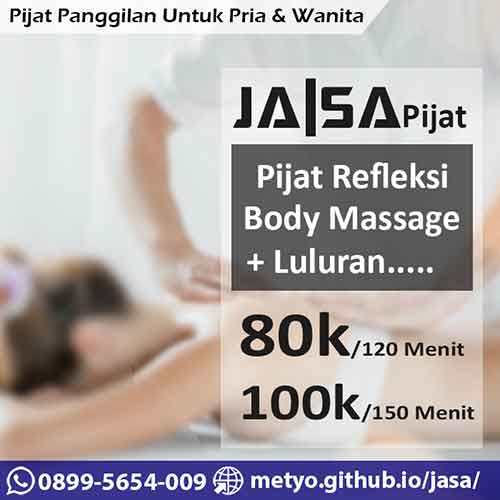 Pijat Panggilan Untuk Pria & Wanita
JA|SA Pijat
Pijat Refleksi
Body Massage
+ Luluran.....
80k/120 Menit
100k/150 Menit
0899-5654-009 metyo.github.io/jasa/